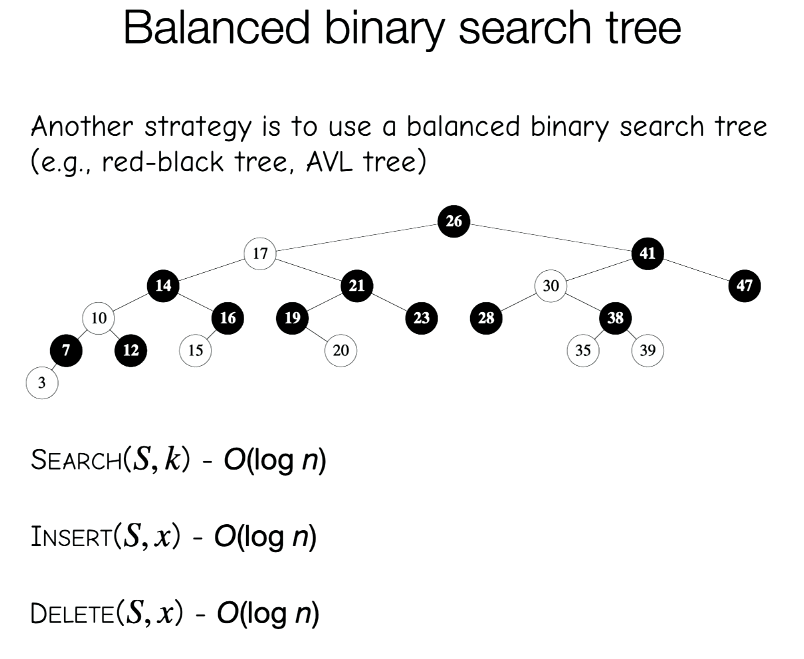 Balanced binary search tree
Another strategy is to use a balanced binary search tree
(e.g., red-black tree, AVL tree)
26
17 41
14 21 30 47
10 16 19 23 28 38
7 12 15 20 35 39
3
SEARCH(S, k) - O(log n)
INSERT(S, x) - O(log n)
DELETE(S, x) - O(log n)